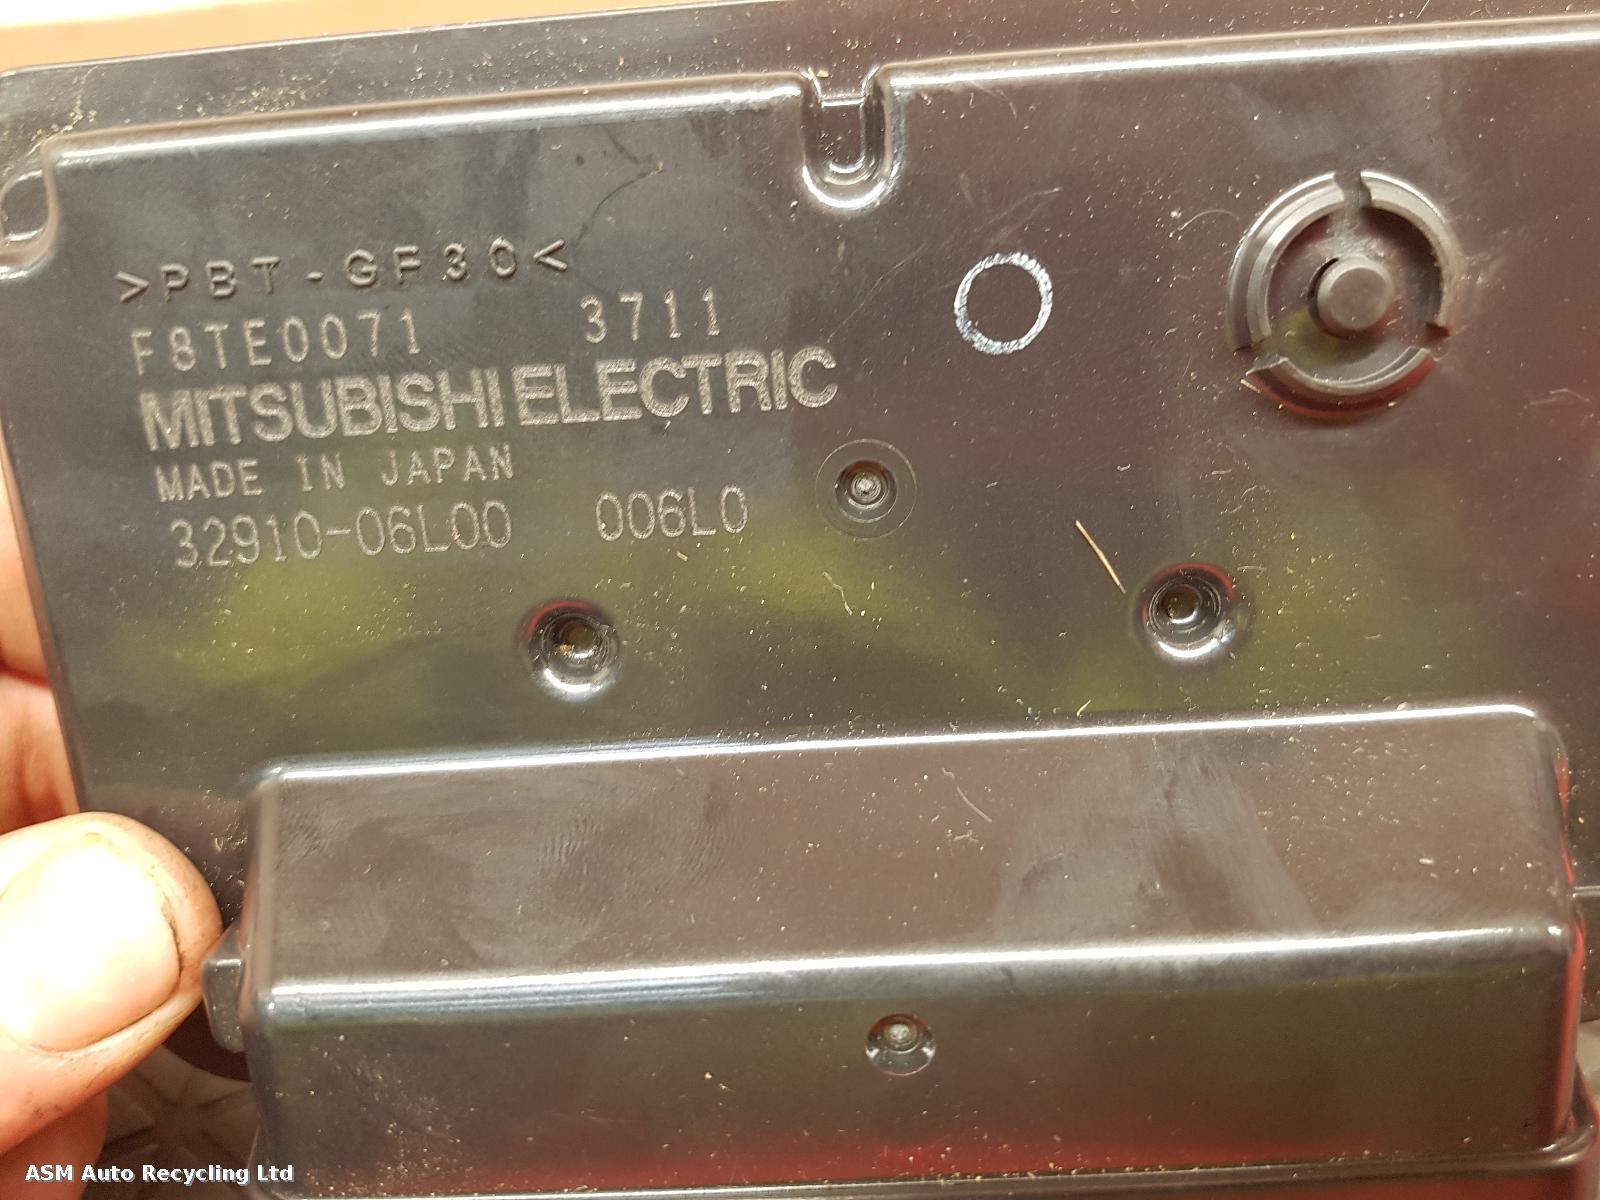 >PBT-GF30<
F8TE0071 3711
MITSUBISHI ELECTRIC
MADE IN JAPAN
32910-06L00 006L0
ASM Auto Recycling Ltd